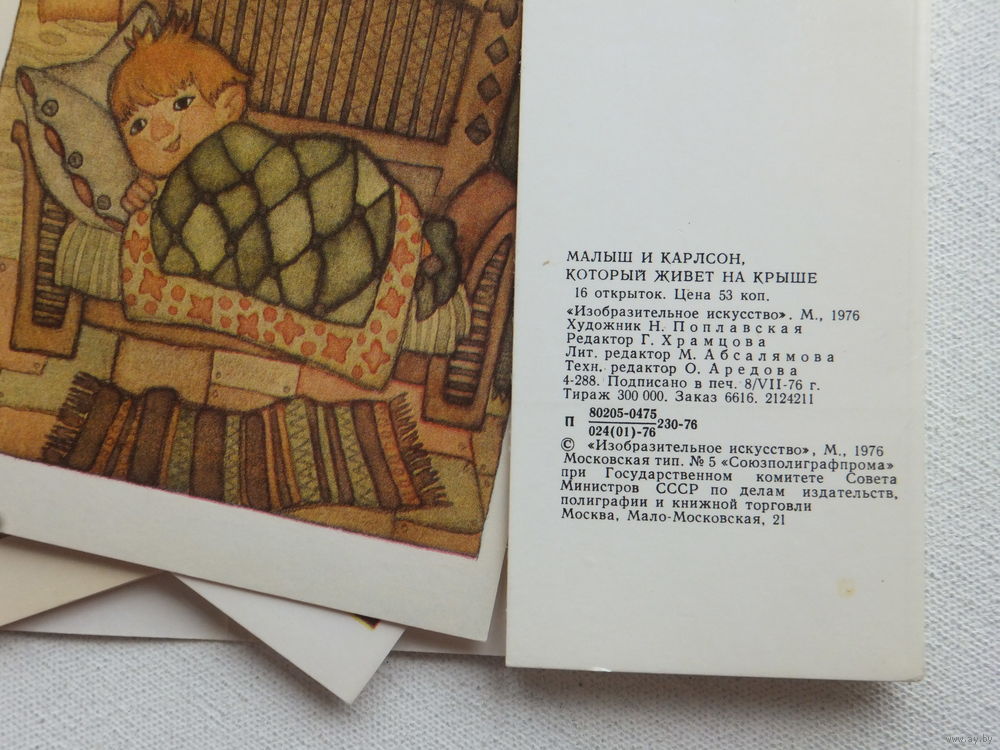 МАЛЫШ И КАРЛСОН,
КОТОРЫЙ ЖИВЕТ НА КРЫШЕ
16 открыток. Цена 53 коп.
«Изобразительное искусство». М., 1976
Художник Н. Поплавская
Редактор Г. Храмцова
Лит. редактор М. Абсалямова
Техн. редактор О. Аредова
4-288. Подписано в печ. 8/VII-76 г.
Тираж 300 000. Заказ 6616. 2124211
П 80205-0475
024(01)-76 230-76
© «Изобразительное искусство», М., 1976
Московская тип. № 5 «Союзполиграфпрома»
при Государственном комитете Совета
Министров СССР по делам издательств,
полиграфии и книжной торговли
Москва, Мало-Московская, 21
www.ay.by